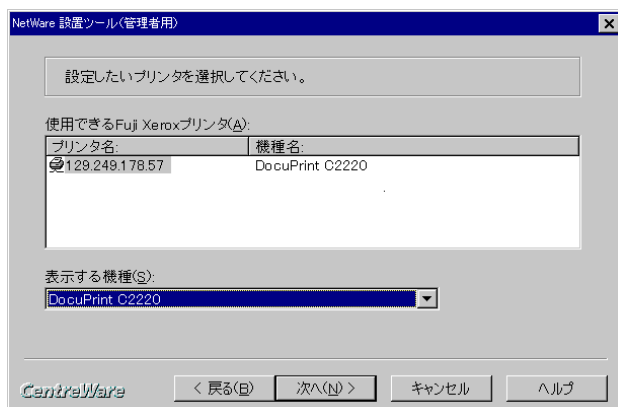 NetWare 設置ツール(管理者用)
設定したいプリンタを選択してください。
使用できるFuji Xeroxプリンタ(A):
プリンタ名: 機種名:
129.249.178.57 DocuPrint C2220
表示する機種(S):
DocuPrint C2220
CentreWare < 戻る(B) 次へ(N) > キャンセル ヘルプ